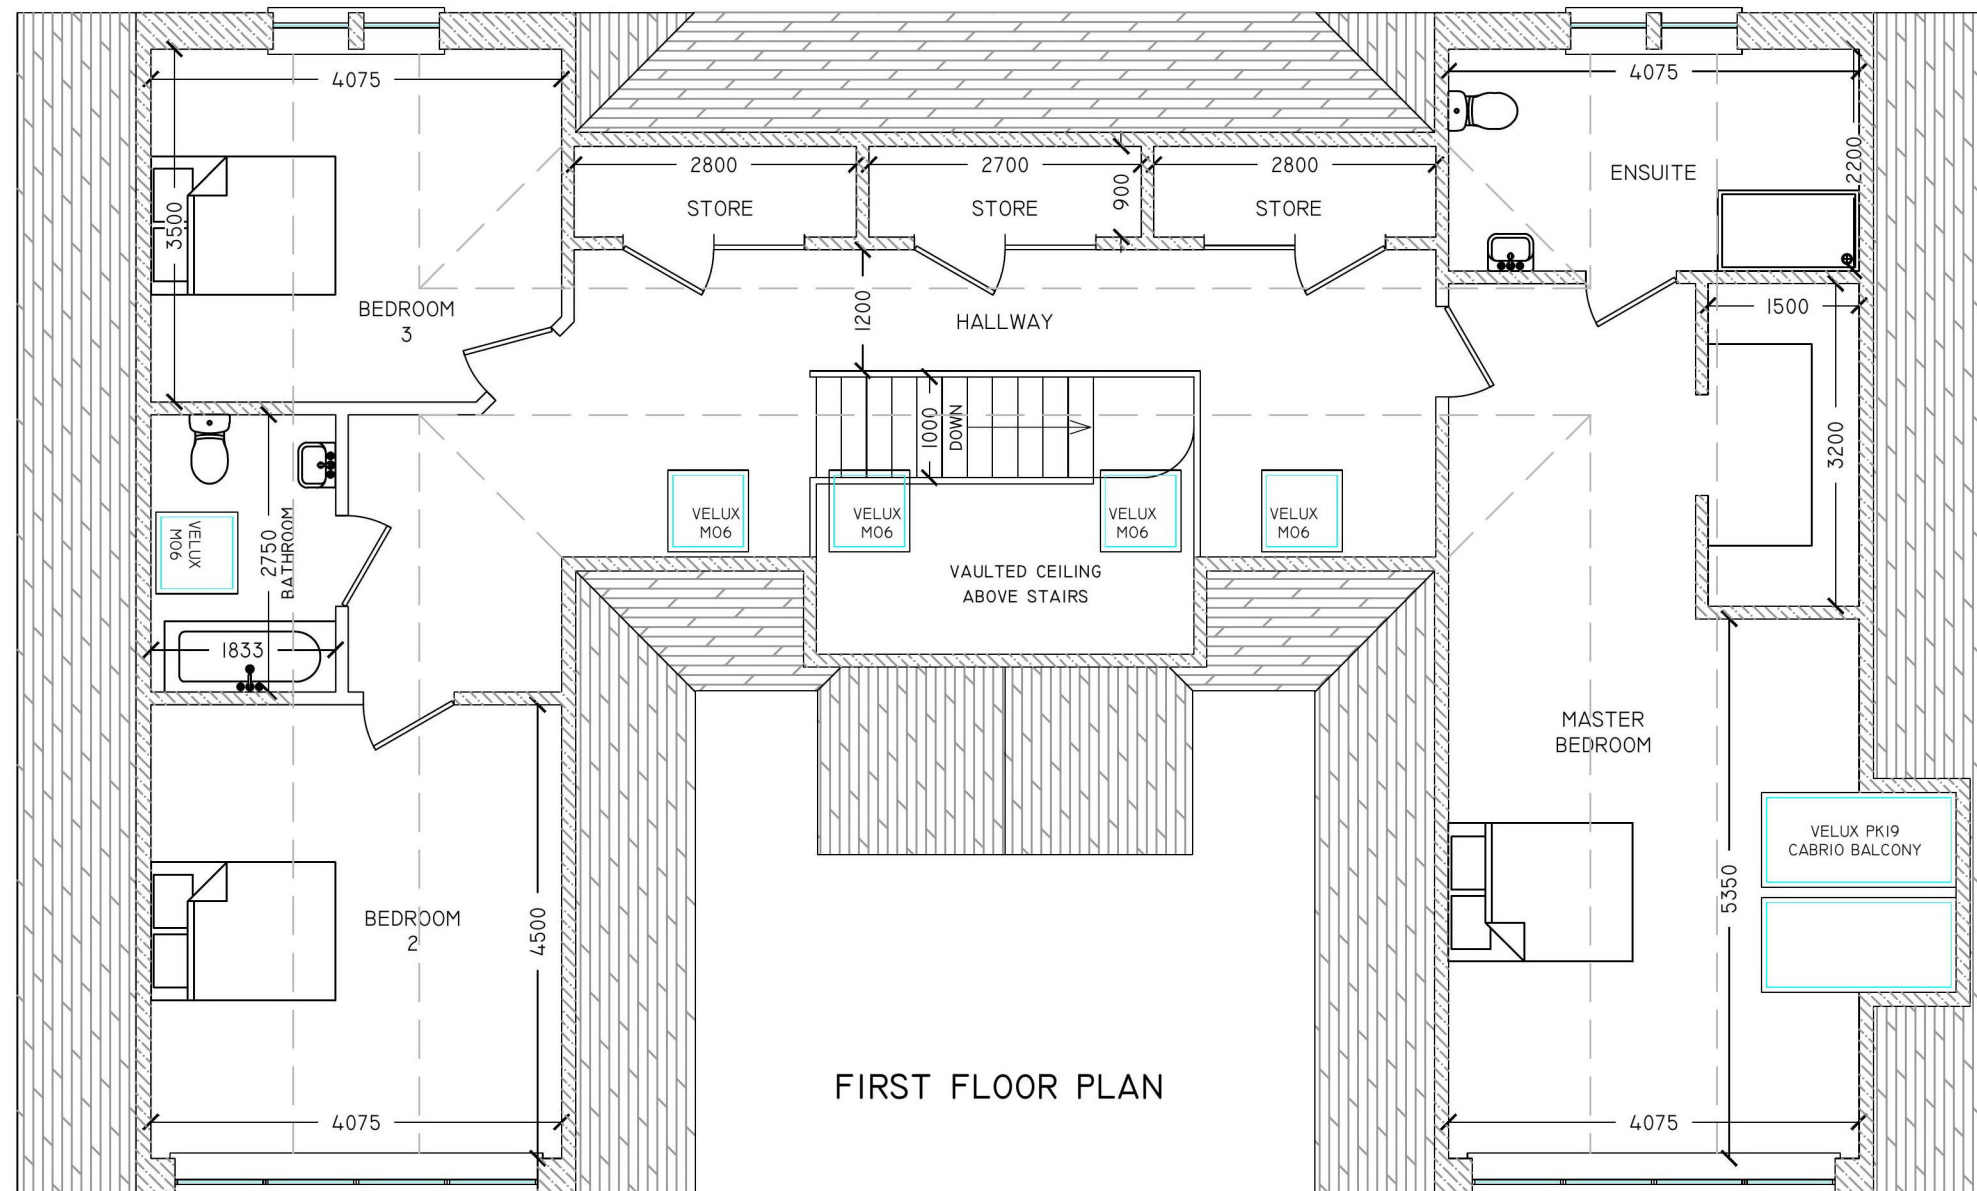 4075
4075
2800
2700
2800
900
2200
ENSUITE
STORE
STORE
STORE
3500
BEDROOM
3
1200
HALLWAY
1500
1000
DOWN
3200
VELUX
M06
2750
BATHROOM
VELUX
M06
VELUX
M06
VELUX
M06
VELUX
M06
VAULTED CEILING
ABOVE STAIRS
1833
MASTER
BEDROOM
VELUX PK19
CABRIO BALCONY
BEDROOM
2
4500
5350
FIRST FLOOR PLAN
4075
4075